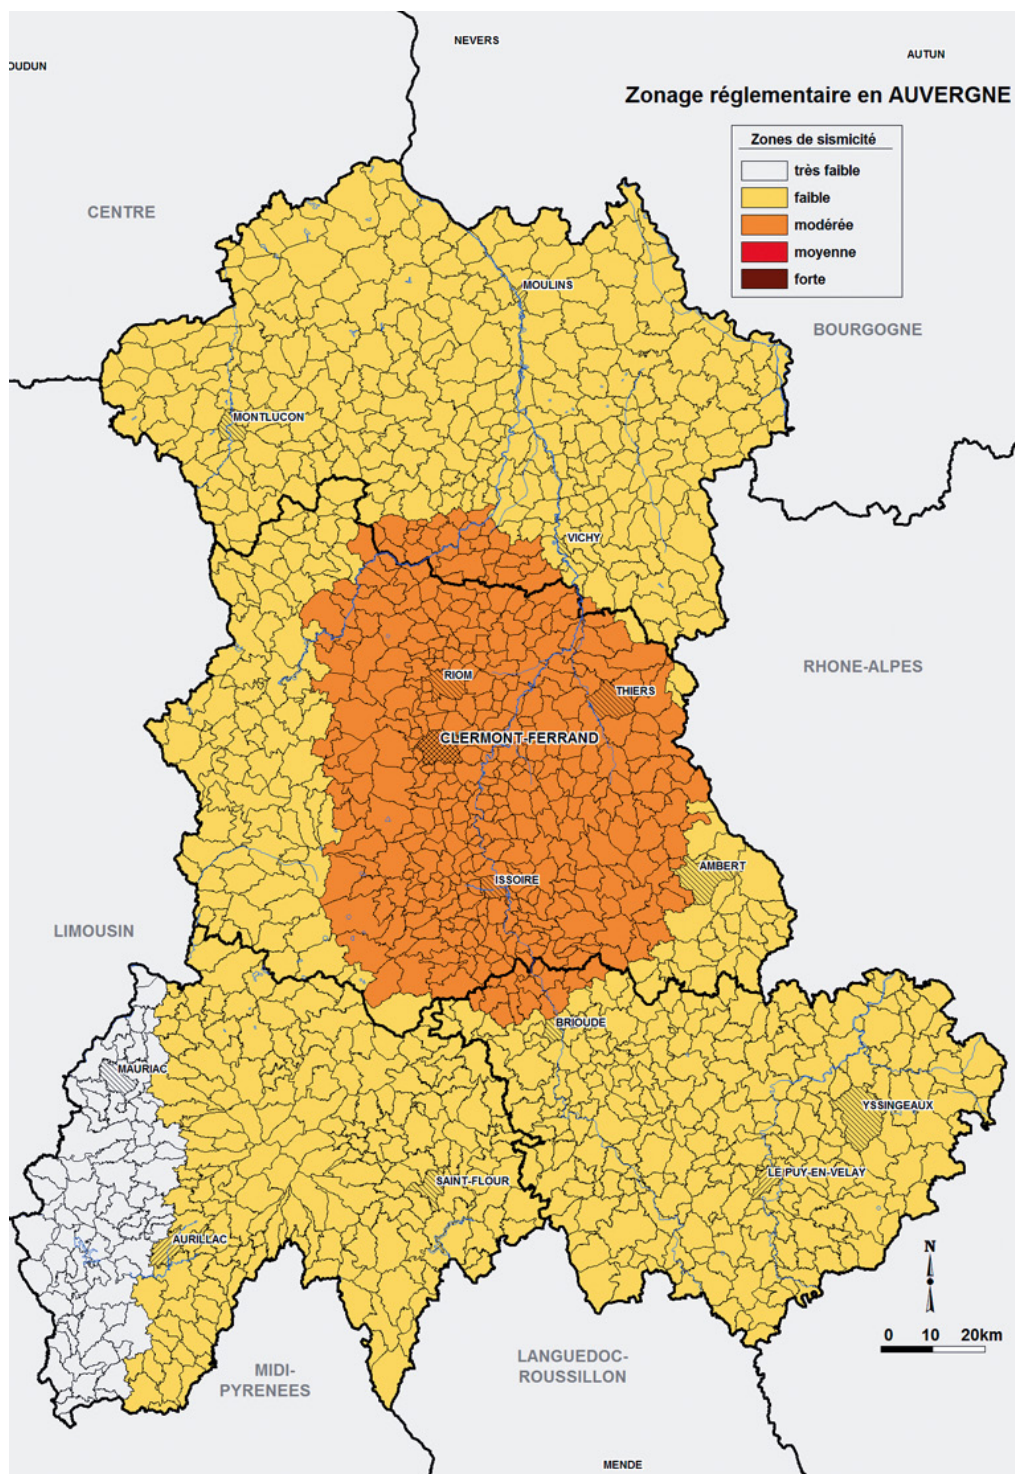 NEVERS
OUDUN
AUTUN
Zonage réglementaire en AUVERGNE
Zones de sismicité
très faible
faible
modérée
moyenne
forte
CENTRE
MOULINS
BOURGOGNE
MONTLUCON
VICHY
RHONE-ALPES
RIOM
THIERS
CLERMONT-FERRAND
AMBERT
ISSOIRE
LIMOUSIN
BRIOUDE
MAURIAC
YSSINGEAUX
LE PUY-EN-VELAY
SAINT-FLOUR
AURILLAC
N
0 10 20km
LANGUEDOC-
ROUSSILLON
MIDI-
PYRENEES
MENDE